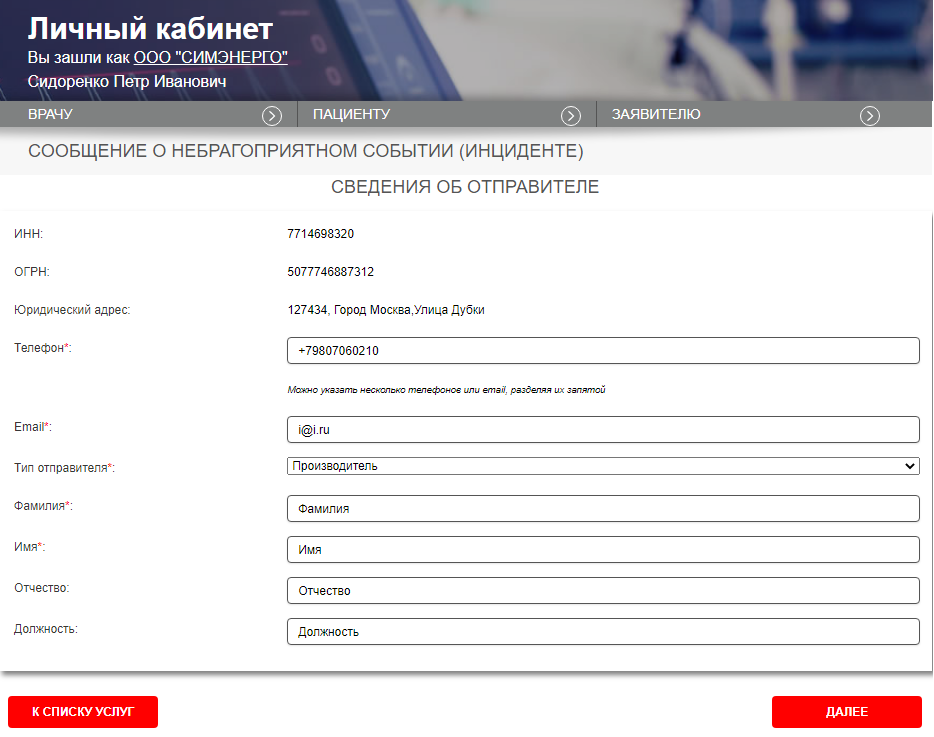 Личный кабинет
Вы зашли как ООО "СИМЭНЕРГО"
Сидоренко Петр Иванович
ВРАЧУ ПАЦИЕНТУ ЗАЯВИТЕЛЮ
СООБЩЕНИЕ О НЕБРАГОПРИЯТНОМ СОБЫТИИ (ИНЦИДЕНТЕ)
СВЕДЕНИЯ ОБ ОТПРАВИТЕЛЕ
ИНН: 7714698320
ОГРН: 5077746887312
Юридический адрес: 127434, Город Москва,Улица Дубки
Телефон*: +79807060210
Можно указать несколько телефонов или email, разделяя их запятой
Email*: i@i.ru
Тип отправителя*: Производитель
Фамилия*: Фамилия
Имя*: Имя
Отчество: Отчество
Должность: Должность
К СПИСКУ УСЛУГ ДАЛЕЕ